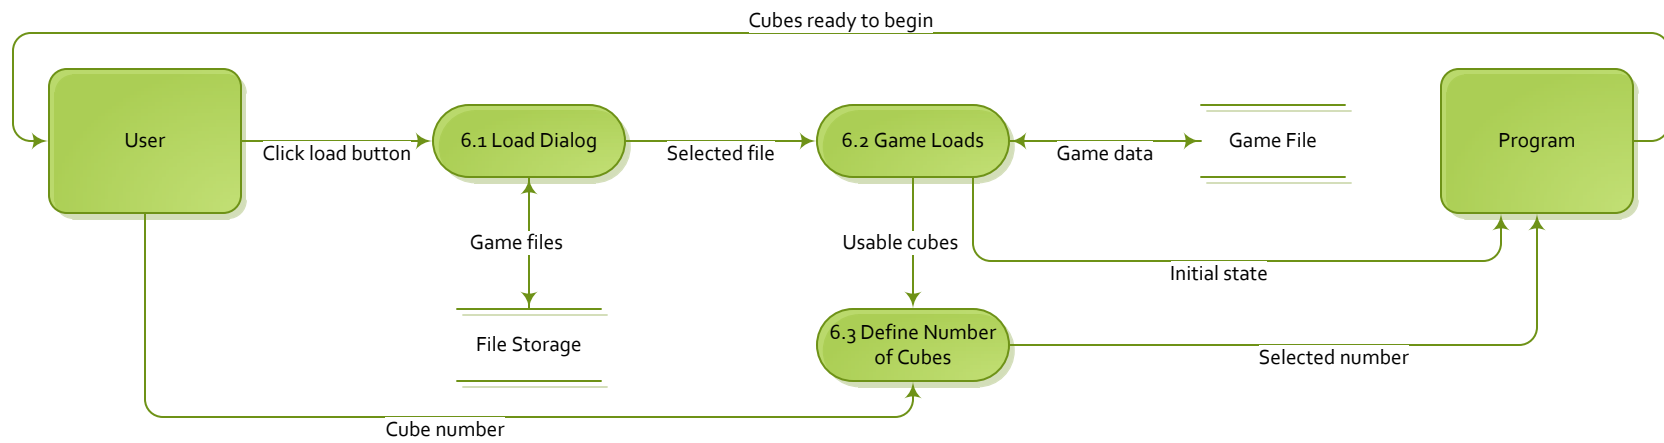 Cubes ready to begin
User
Click load button
6.1 Load Dialog
Selected file
6.2 Game Loads
Game data
Game File
Program
Game files
Usable cubes
Initial state
File Storage
6.3 Define Number
of Cubes
Selected number
Cube number